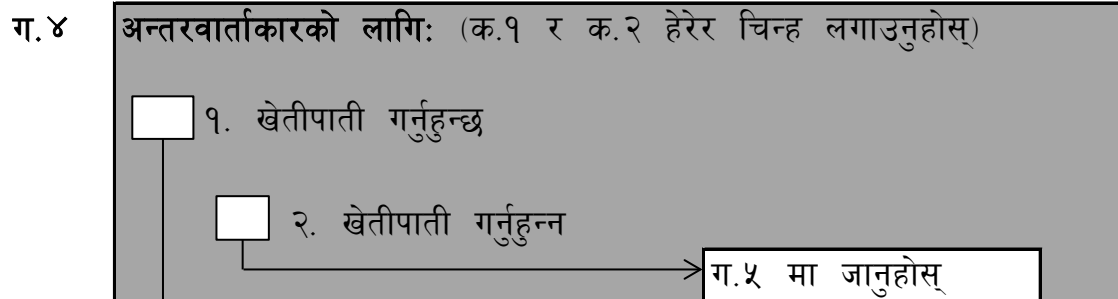 ग.४ अन्तरवार्ताकारको लागिः (क.१ र क.२ हेरेर चिन्ह लगाउनुहोस्)
१. खेतीपाती गर्नुहुन्छ
२. खेतीपाती गर्नुहुन्न
ग.५ मा जानुहोस्